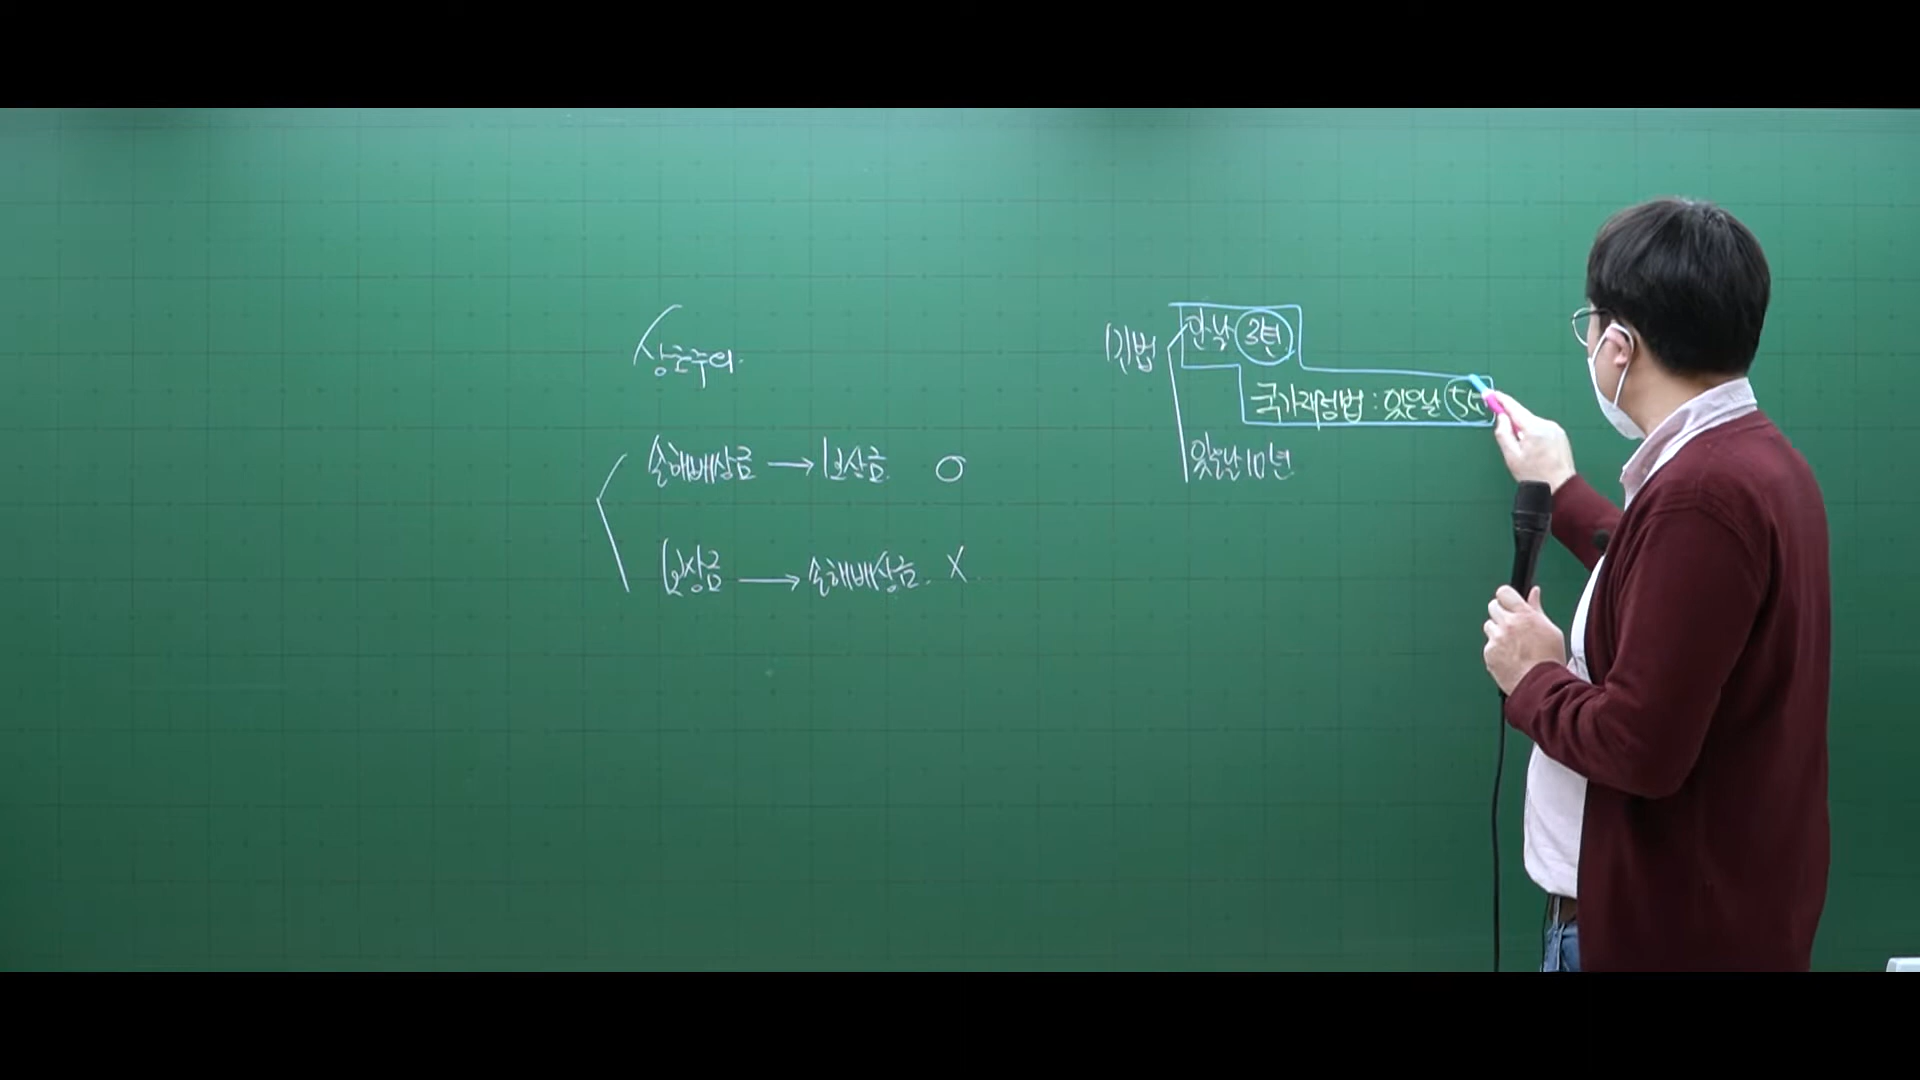 상호주의.
손해배상금 → 보상금 O
보상금 → 손해배상금. X
민법
안 날 3년
국가재정법 : 있은날 5년
있은날 10년